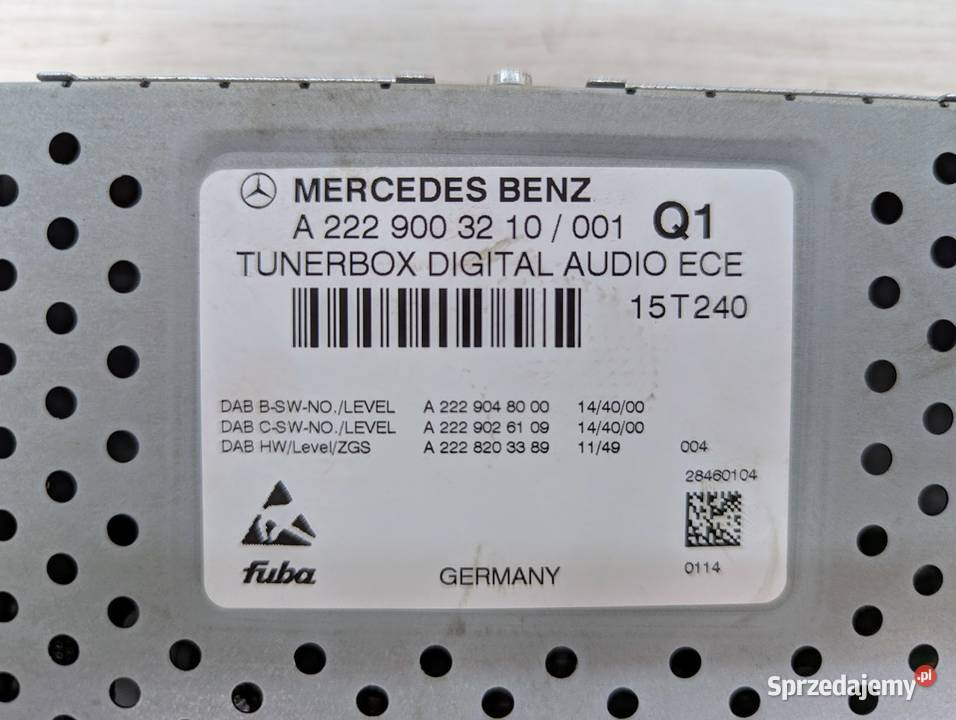 MERCEDES BENZ
A 222 900 32 10 / 001 Q1
TUNERBOX DIGITAL AUDIO ECE
15T240
DAB B-SW-NO./LEVEL A 222 904 80 00 14/40/00
DAB C-SW-NO./LEVEL A 222 902 61 09 14/40/00
DAB HW/Level/ZGS A 222 820 33 89 11/49 004
28460104
fuba
GERMANY
0114
Sprzedajemy.pl